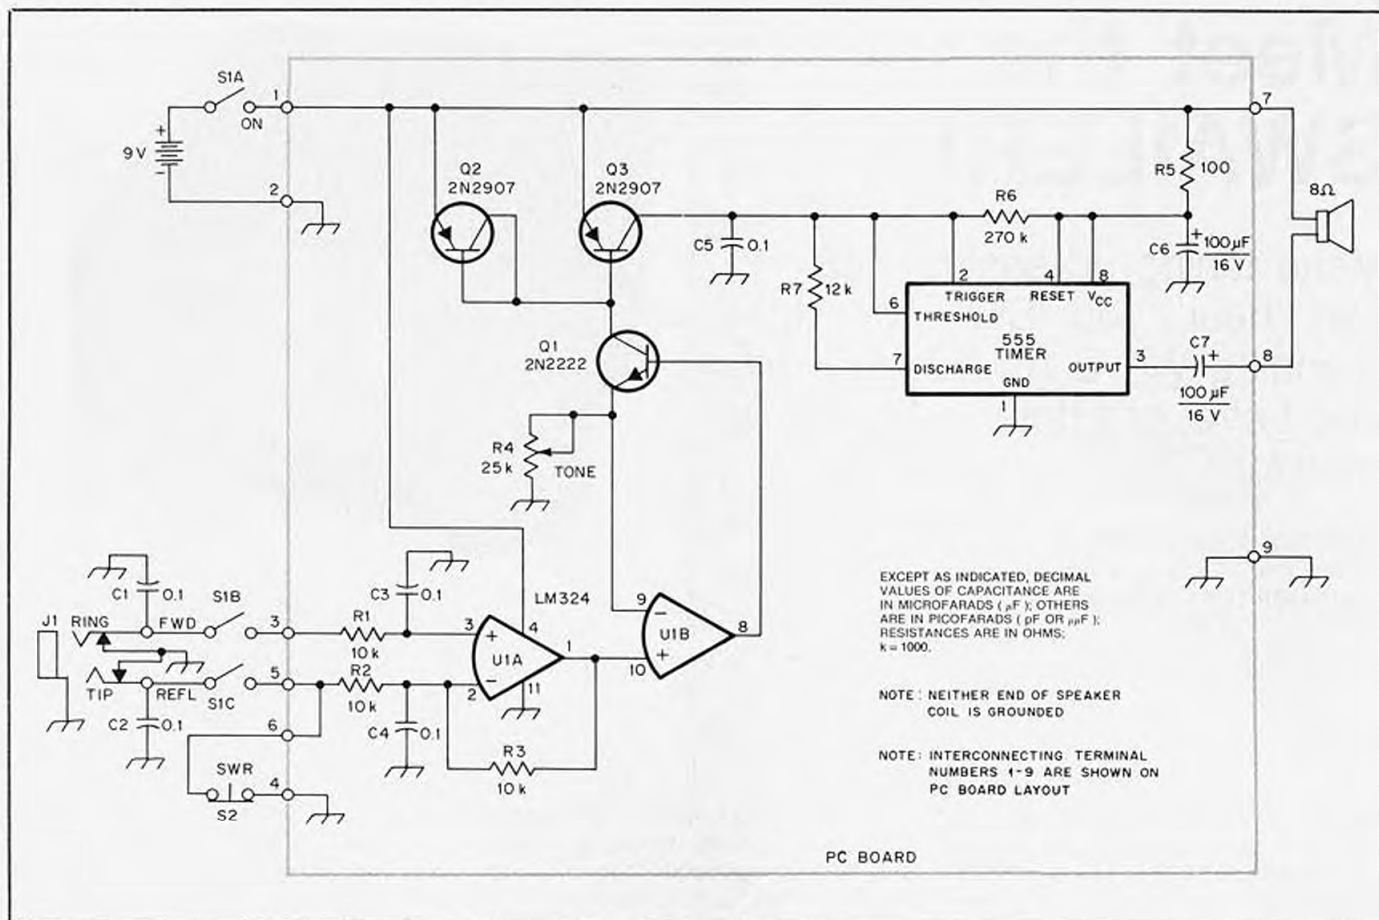 S1A
ON
1
7
+
9V
-
2
Q2
2N2907
Q3
2N2907
R5
100
8Ω
R6
270 k
C5
0.1
C6
+
100 µF
16 V
R7
12 k
2
4
8
TRIGGER
RESET
VCC
6
THRESHOLD
555
TIMER
7
DISCHARGE
OUTPUT
3
GND
1
C7
+
100 µF
16 V
8
Q1
2N2222
R4
25 k
TONE
C1
0.1
S1B
J1
RING
FWD
3
R1
10 k
C3
0.1
LM324
3
+
4
U1A
1
-
2
11
TIP
REFL
S1C
5
R2
10 k
C2
0.1
C4
0.1
6
R3
10 k
SWR
S2
4
9
-
U1B
8
10
+
9
EXCEPT AS INDICATED, DECIMAL
VALUES OF CAPACITANCE ARE
IN MICROFARADS ( µF ); OTHERS
ARE IN PICOFARADS ( pF OR µµF );
RESISTANCES ARE IN OHMS;
k = 1000.
NOTE: NEITHER END OF SPEAKER
COIL IS GROUNDED
NOTE: INTERCONNECTING TERMINAL
NUMBERS 1-9 ARE SHOWN ON
PC BOARD LAYOUT
PC BOARD